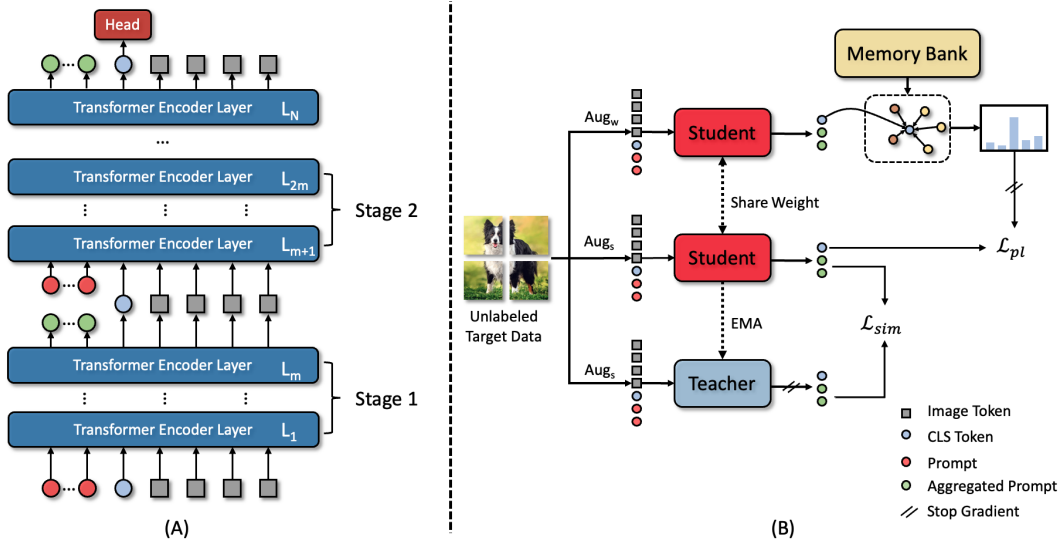 Head
Transformer Encoder Layer L_N
...
Transformer Encoder Layer L_2m
Stage 2
Transformer Encoder Layer L_m+1
Transformer Encoder Layer L_m
Stage 1
Transformer Encoder Layer L_1
(A)
Memory Bank
Aug_w
Student
Share Weight
Aug_s
Student
ℒ_pl
Unlabeled
Target Data
EMA
ℒ_sim
Aug_s
Teacher
Image Token
CLS Token
Prompt
Aggregated Prompt
Stop Gradient
(B)